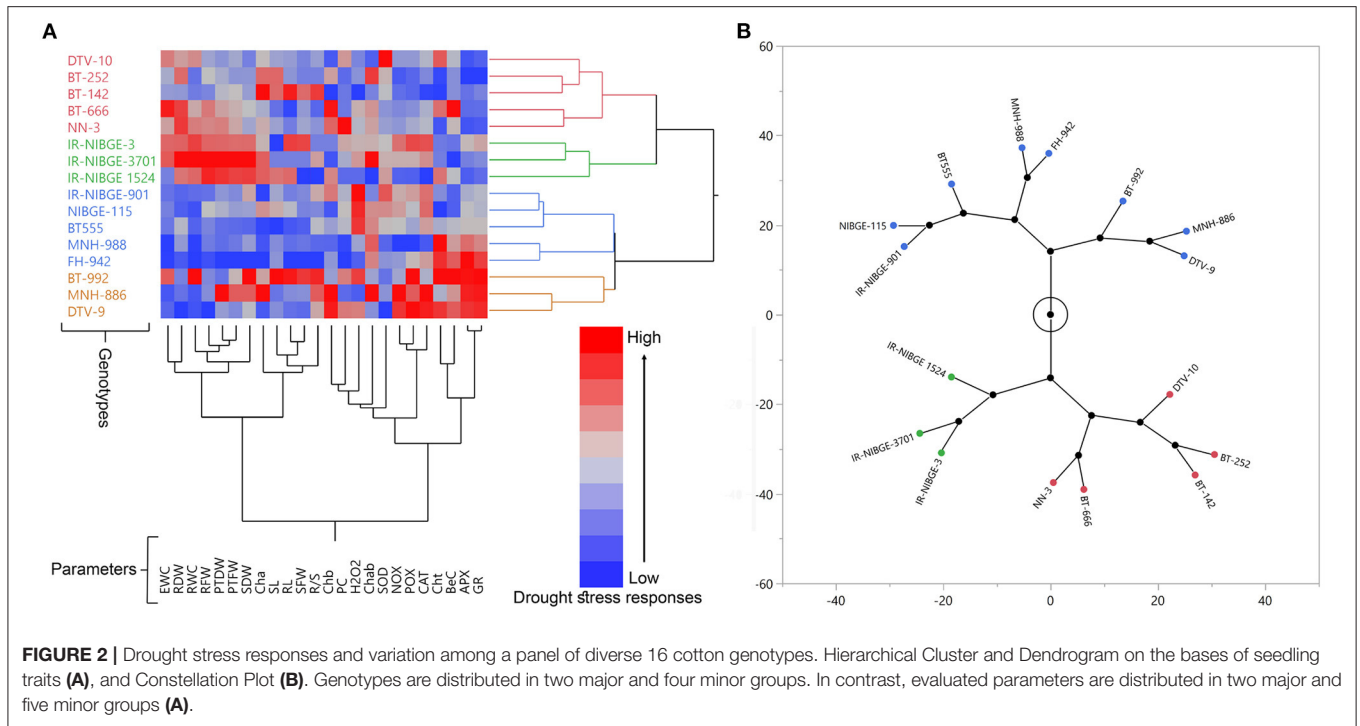 A
DTV-10
BT-252
BT-142
BT-666
NN-3
IR-NIBGE-3
IR-NIBGE-3701
IR-NIBGE 1524
IR-NIBGE-901
NIBGE-115
BT555
MNH-988
FH-942
BT-992
MNH-886
DTV-9
Genotypes
Parameters
EWC
RDW
RWC
RFW
PTDW
PTFW
SDW
Cha
SL
RL
SFW
R/S
Chb
PC
H2O2
Chab
SOD
NOX
POX
CAT
Cht
BeC
APX
GR
High
Low
Drought stress responses
B
60
40
20
0
-20
-40
-60
-40
-20
0
20
40
MNH-988
FH-942
BT555
BT-992
NIBGE-115
MNH-886
IR-NIBGE-901
DTV-9
IR-NIBGE 1524
DTV-10
IR-NIBGE-3701
BT-252
IR-NIBGE-3
NN-3
BT-666
BT-142
FIGURE 2 | Drought stress responses and variation among a panel of diverse 16 cotton genotypes. Hierarchical Cluster and Dendrogram on the bases of seedling
traits (A), and Constellation Plot (B). Genotypes are distributed in two major and four minor groups. In contrast, evaluated parameters are distributed in two major and
five minor groups (A).